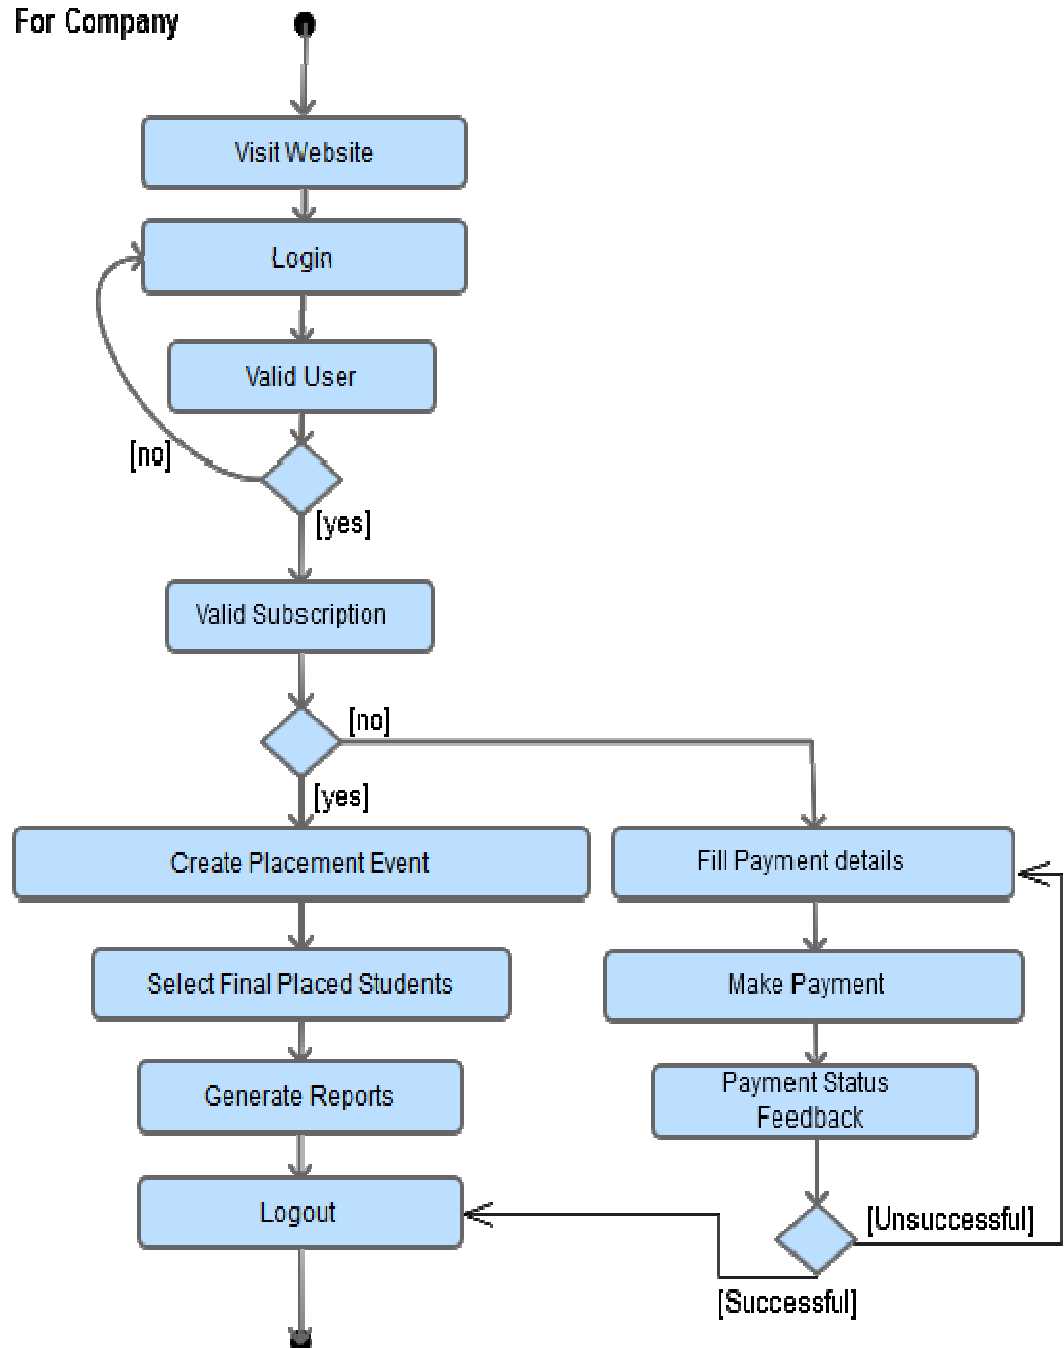 For Company
Visit Website
Login
Valid User
[no]
[yes]
Valid Subscription
[no]
[yes]
Create Placement Event
Fill Payment details
Select Final Placed Students
Make Payment
Generate Reports
Payment Status
Feedback
Logout
[Unsuccessful]
[Successful]